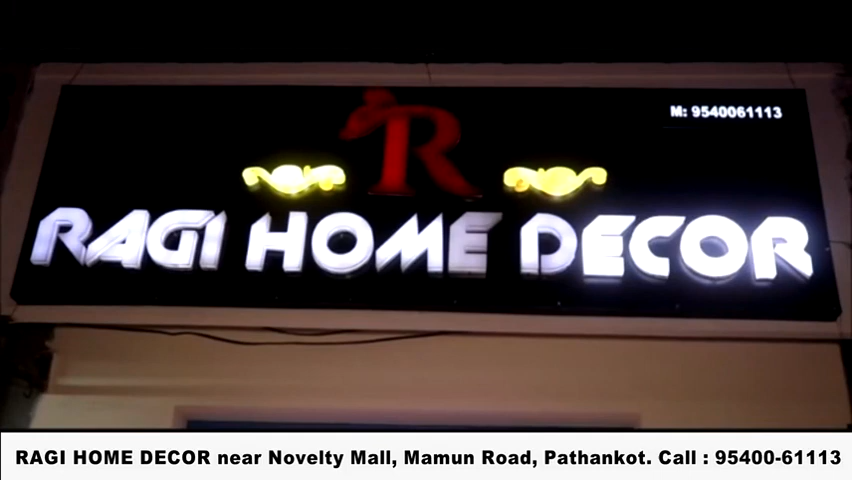 M: 9540061113
R
RAGI HOME DECOR
RAGI HOME DECOR near Novelty Mall, Mamun Road, Pathankot. Call : 95400-61113